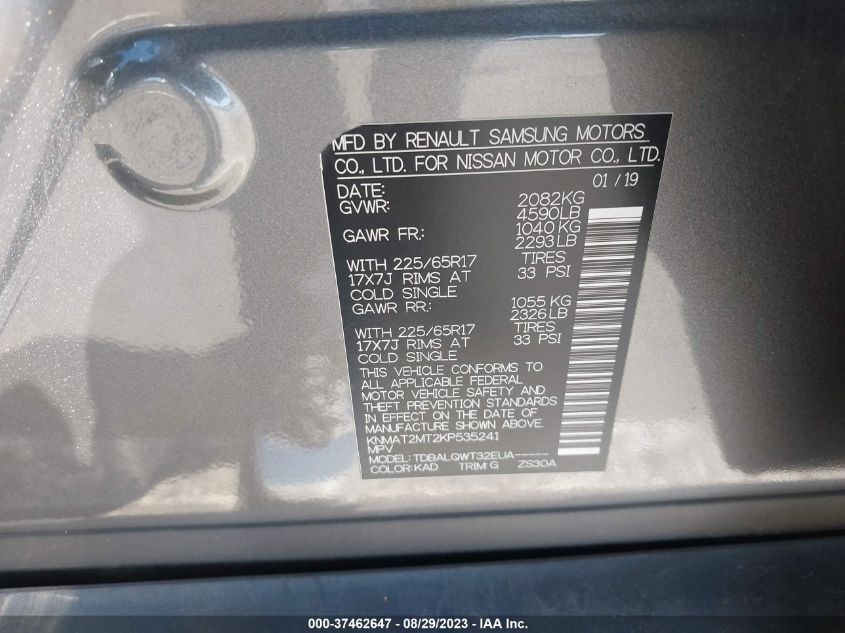 MFD BY RENAULT SAMSUNG MOTORS
CO., LTD. FOR NISSAN MOTOR CO., LTD.
DATE: 01 / 19
GVWR: 2082KG
4590LB
GAWR FR.: 1040 KG
2293LB
WITH 225/65R17 TIRES
17X7J RIMS AT 33 PSI
COLD SINGLE
GAWR RR.: 1055 KG
2326LB
WITH 225/65R17 TIRES
17X7J RIMS AT 33 PSI
COLD SINGLE
THIS VEHICLE CONFORMS TO
ALL APPLICABLE FEDERAL
MOTOR VEHICLE SAFETY AND
THEFT PREVENTION STANDARDS
IN EFFECT ON THE DATE OF
MANUFACTURE SHOWN ABOVE.
KNMAT2MT2KP535241
MPV
MODEL: TDBALQWT32EUA-----
COLOR: KAD TRIM: G ZS30A
000-37462647 - 08/29/2023 - Copyright © IAA, Inc.